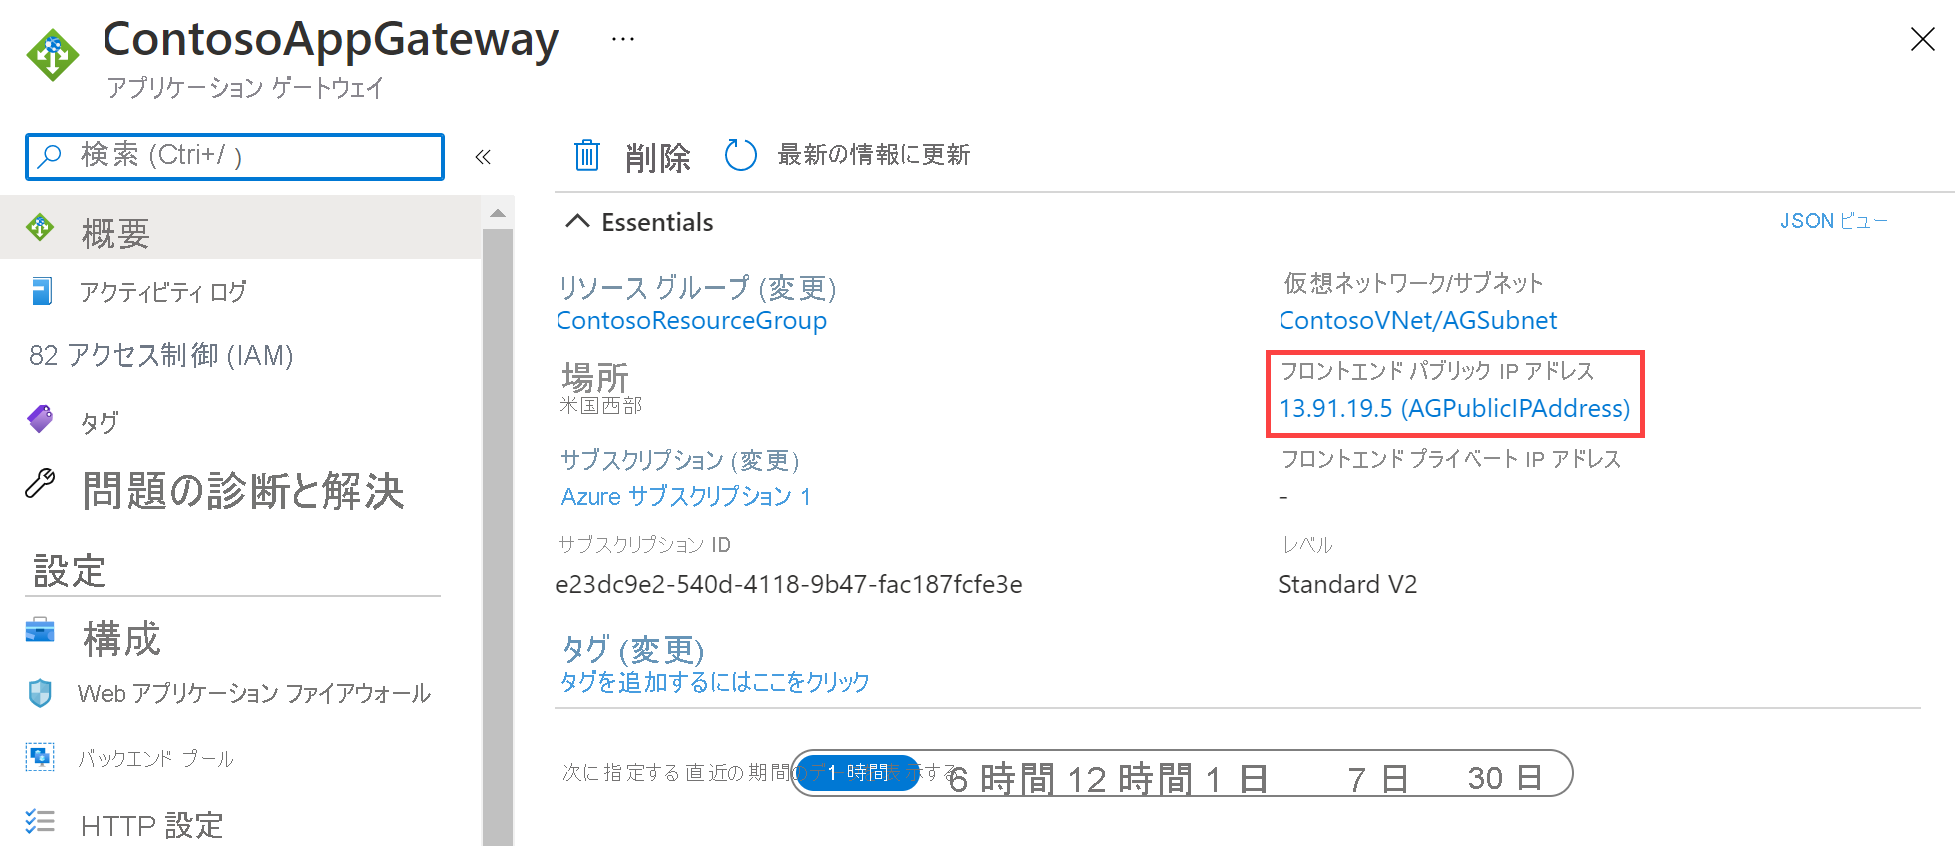 ContosoAppGateway ...
アプリケーション ゲートウェイ
検索 (Ctri+/ )
«
削除
最新の情報に更新
概要
アクティビティ ログ
82 アクセス制御 (IAM)
タグ
問題の診断と解決
設定
構成
Web アプリケーション ファイアウォール
バックエンド プール
HTTP 設定
Essentials
JSON ビュー
リソース グループ (変更)
ContosoResourceGroup
場所
米国西部
サブスクリプション (変更)
Azure サブスクリプション 1
サブスクリプション ID
e23dc9e2-540d-4118-9b47-fac187fcfe3e
タグ (変更)
タグを追加するにはここをクリック
仮想ネットワーク/サブネット
ContosoVNet/AGSubnet
フロントエンド パブリック IP アドレス
13.91.19.5 (AGPublicIPAddress)
フロントエンド プライベート IP アドレス
-
レベル
Standard V2
次に指定する直近の期間のデータを表示する
1 時間
6 時間 12 時間 1 日 7 日 30 日